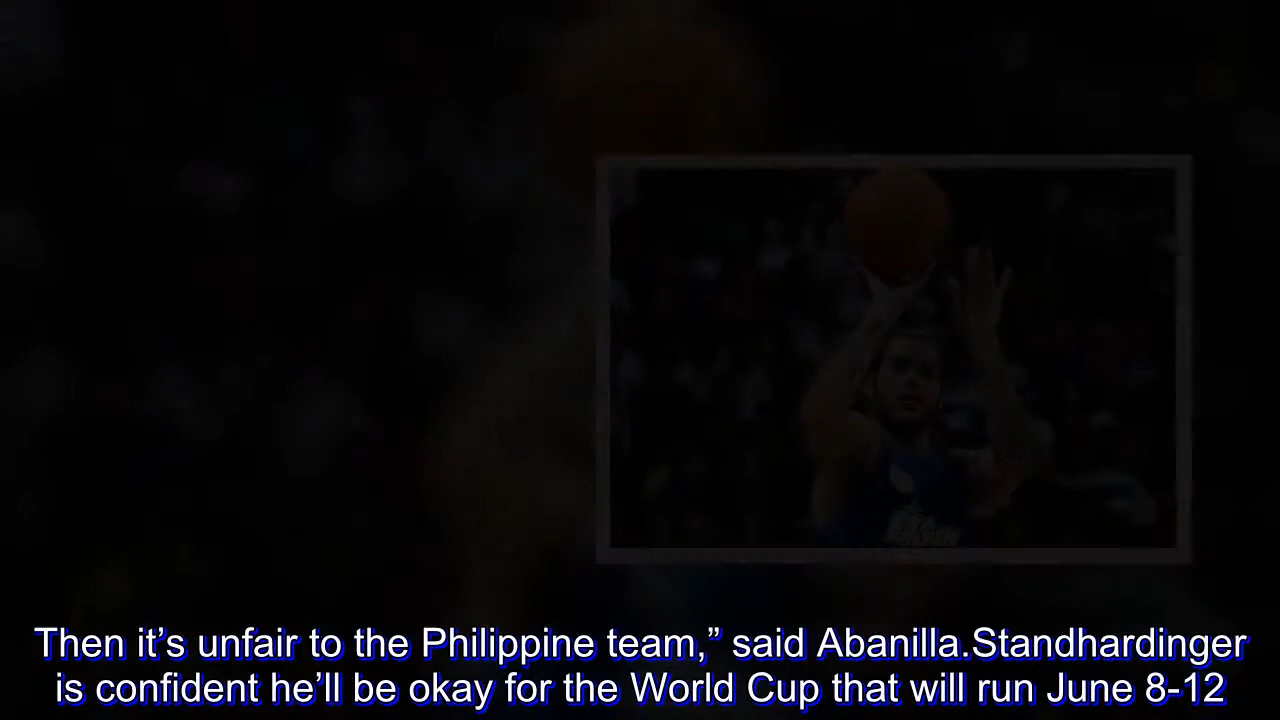 Then it’s unfair to the Philippine team,” said Abanilla.Standhardinger
is confident he’ll be okay for the World Cup that will run June 8-12